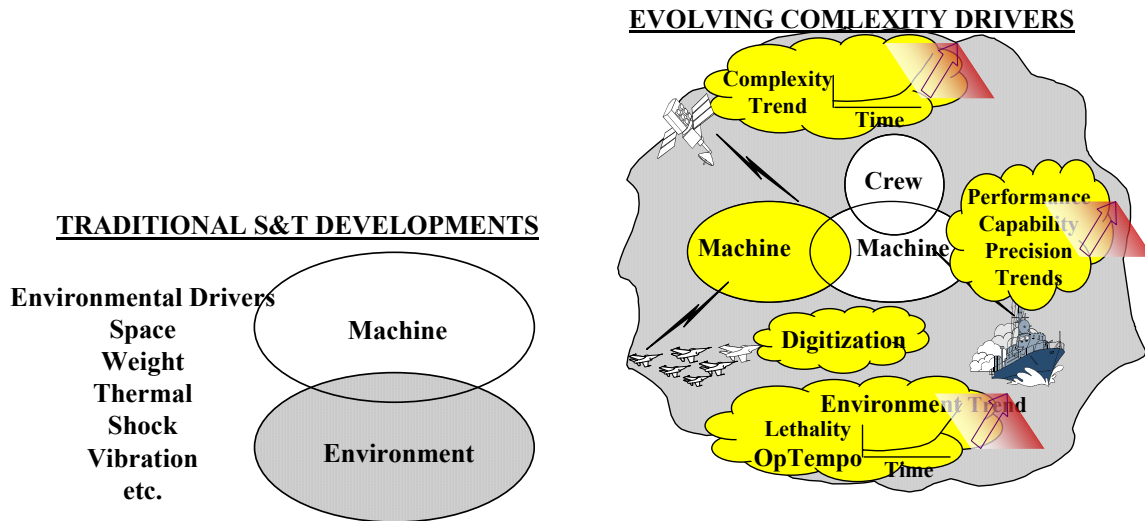 TRADITIONAL S&T DEVELOPMENTS
Environmental Drivers
Space
Weight
Thermal
Shock
Vibration
etc.
Machine
Environment
EVOLVING COMLEXITY DRIVERS
Complexity
Trend
Time
Crew
Machine
Machine
Performance
Capability
Precision
Trends
Digitization
Environment Trend
Lethality
OpTempo
Time